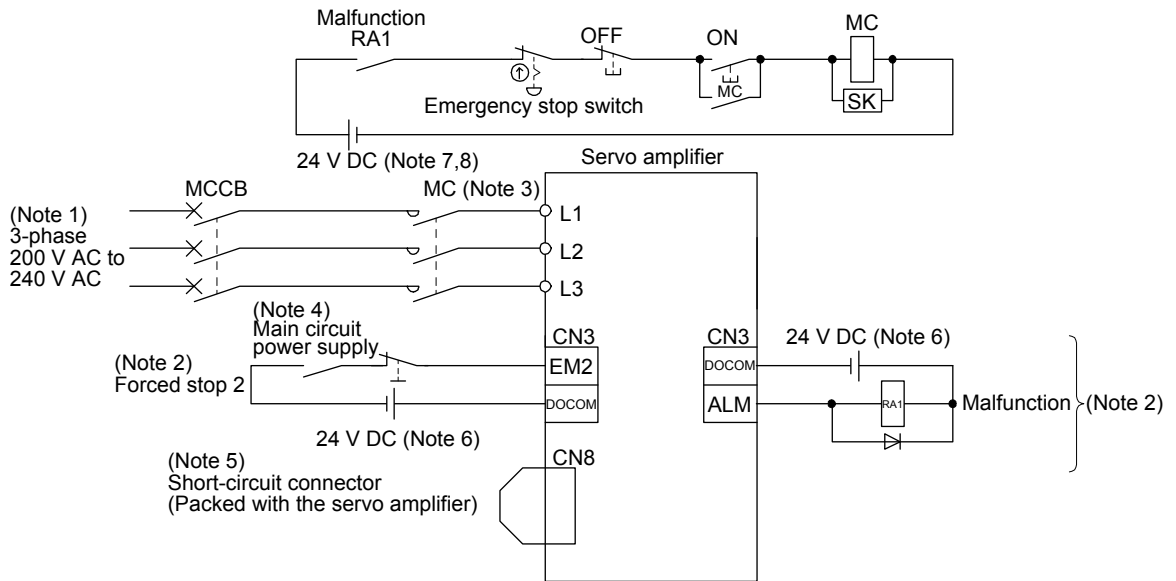 Malfunction
RA1
OFF
ON
MC
MC
SK
Emergency stop switch
24 V DC (Note 7,8)
Servo amplifier
MCCB
MC (Note 3)
(Note 1)
3-phase
200 V AC to
240 V AC
L1
L2
L3
(Note 4)
Main circuit
power supply
(Note 2)
Forced stop 2
CN3
EM2
DOCOM
24 V DC (Note 6)
CN3
DOCOM
ALM
24 V DC (Note 6)
RA1
Malfunction
(Note 2)
(Note 5)
Short-circuit connector
(Packed with the servo amplifier)
CN8